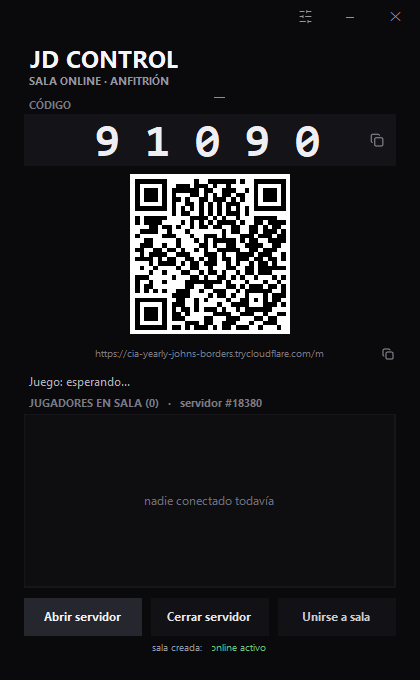 JD CONTROL
SALA ONLINE · ANFITRIÓN
CÓDIGO
9 1 0 9 0
https://cia-yearly-johns-borders.trycloudflare.com/m
Juego: esperando...
JUGADORES EN SALA (0) · servidor #18380
nadie conectado todavía
Abrir servidor
Cerrar servidor
Unirse a sala
sala creada: online activo